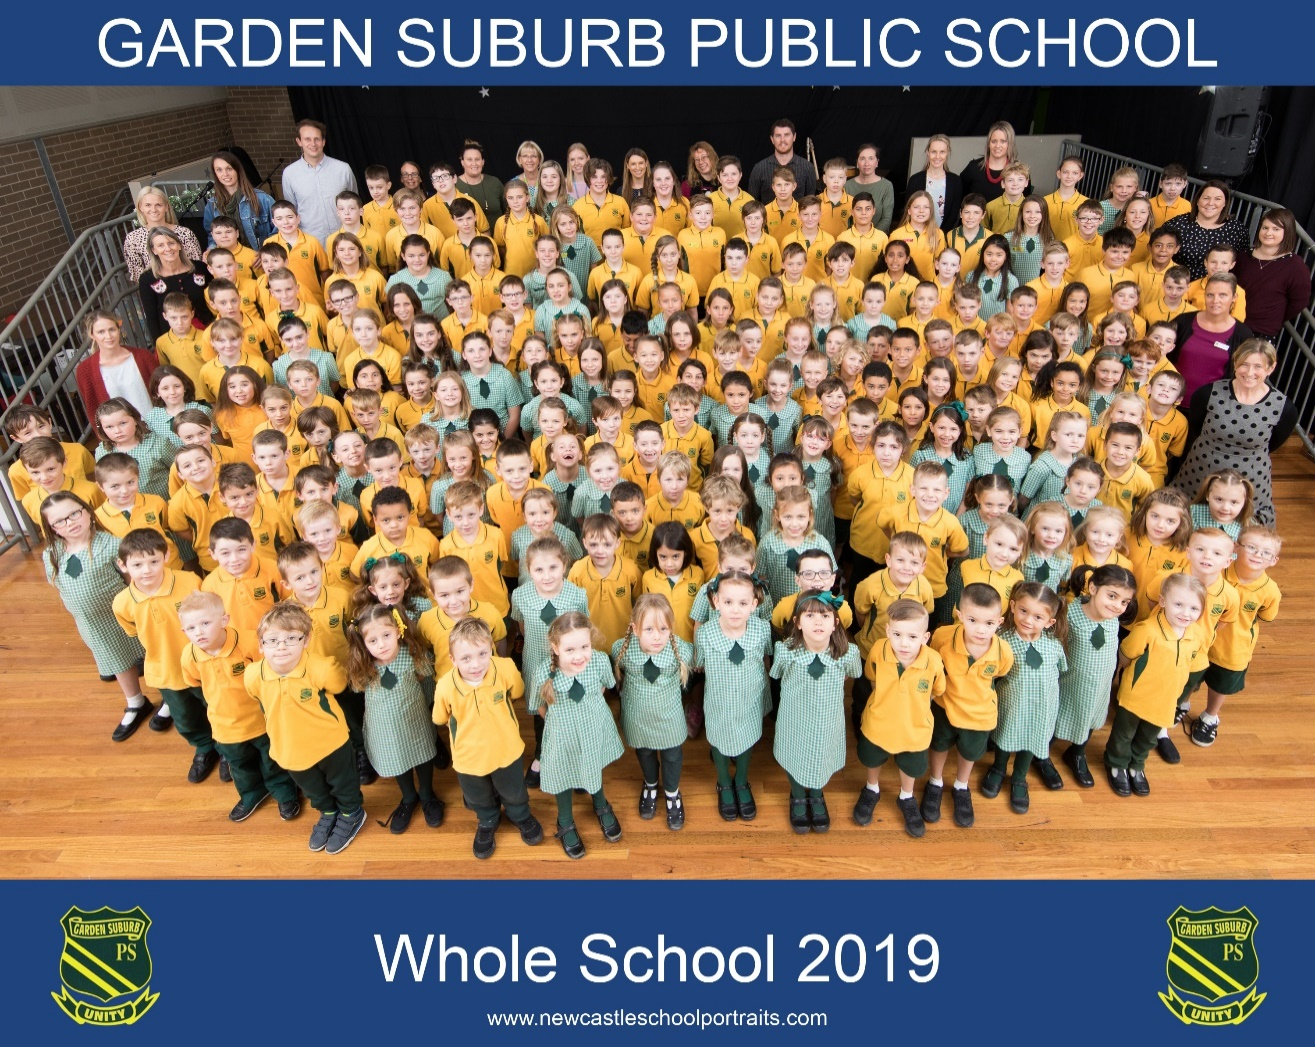 GARDEN SUBURB PUBLIC SCHOOL
Whole School 2019
www.newcastleschoolportraits.com
GARDEN SUBURB
PS
UNITY
GARDEN SUBURB
PS
UNITY